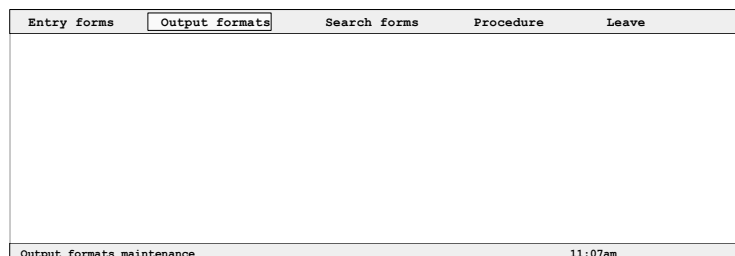 Entry forms Output formats Search forms Procedure Leave
Output formats maintenance 11:07am